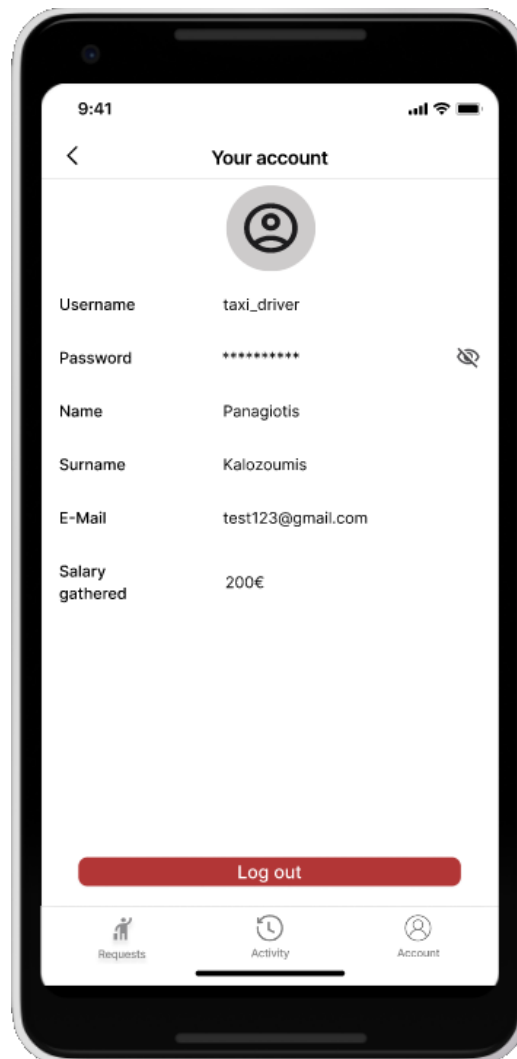 9:41
Your account
Username taxi_driver
Password **********
Name Panagiotis
Surname Kalozoumis
E-Mail test123@gmail.com
Salary
gathered 200€
Log out
Requests Activity Account